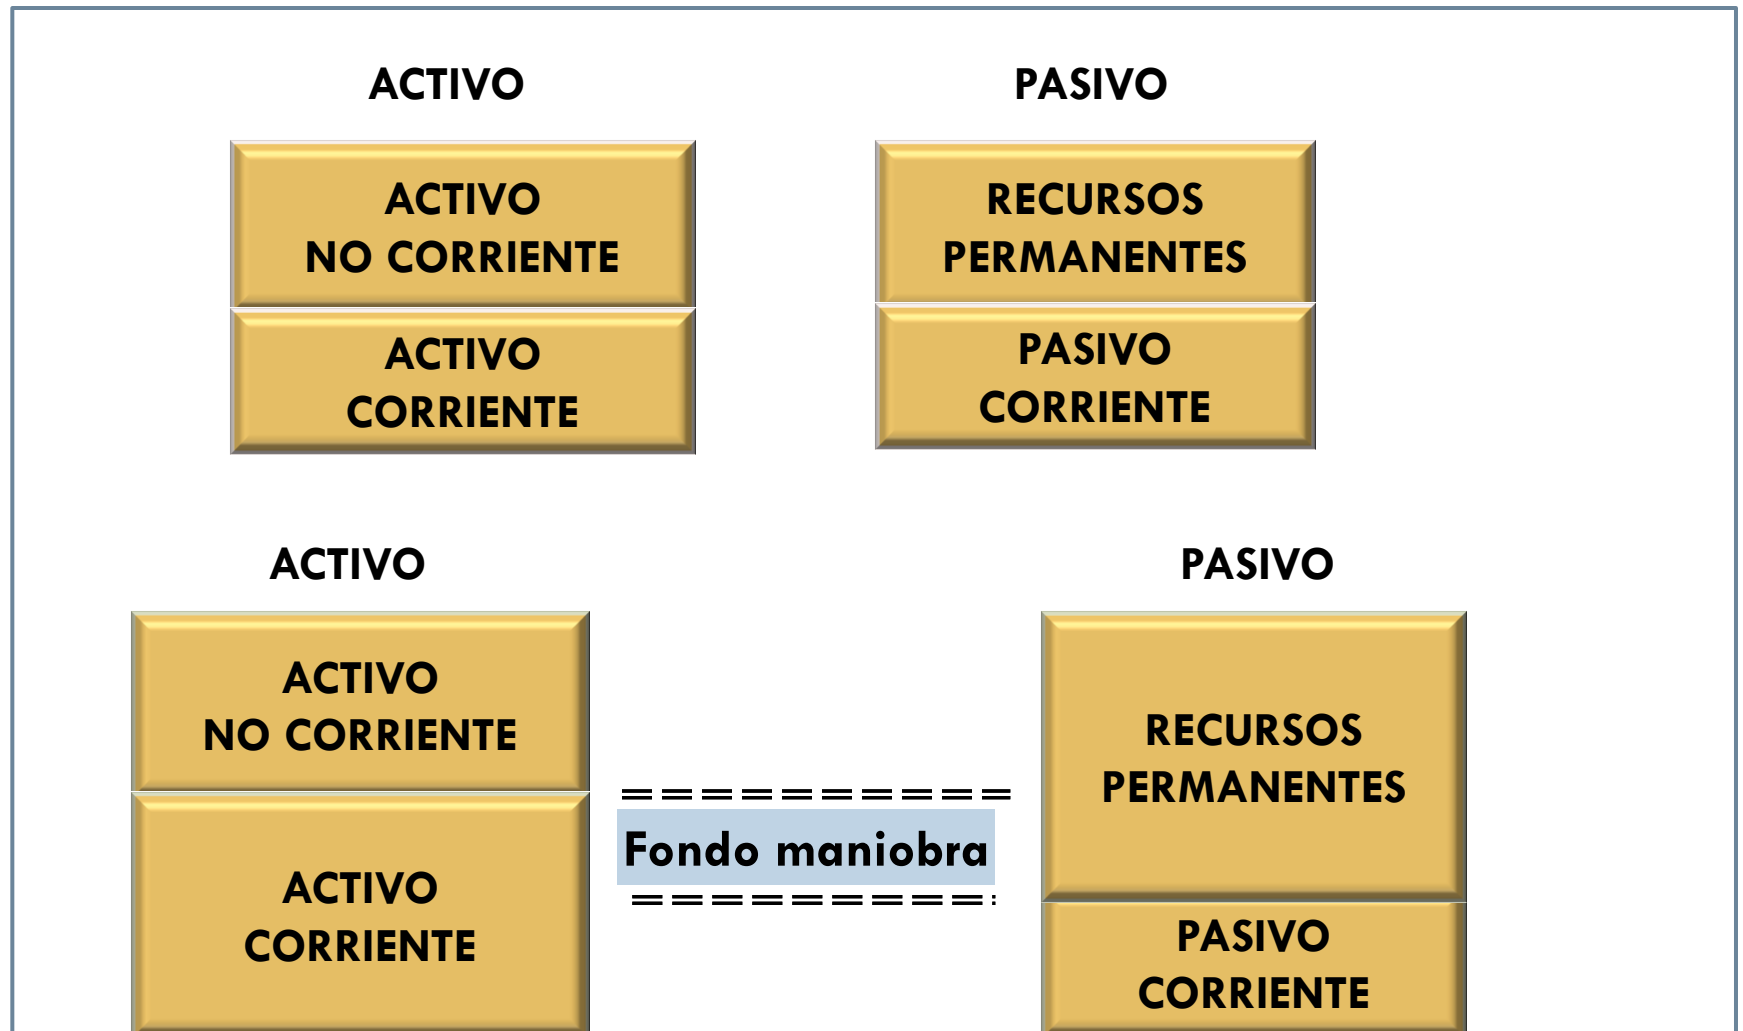 ACTIVO
PASIVO
ACTIVO
NO CORRIENTE
RECURSOS
PERMANENTES
ACTIVO
CORRIENTE
PASIVO
CORRIENTE
ACTIVO
PASIVO
ACTIVO
NO CORRIENTE
RECURSOS
PERMANENTES
Fondo maniobra
ACTIVO
CORRIENTE
PASIVO
CORRIENTE